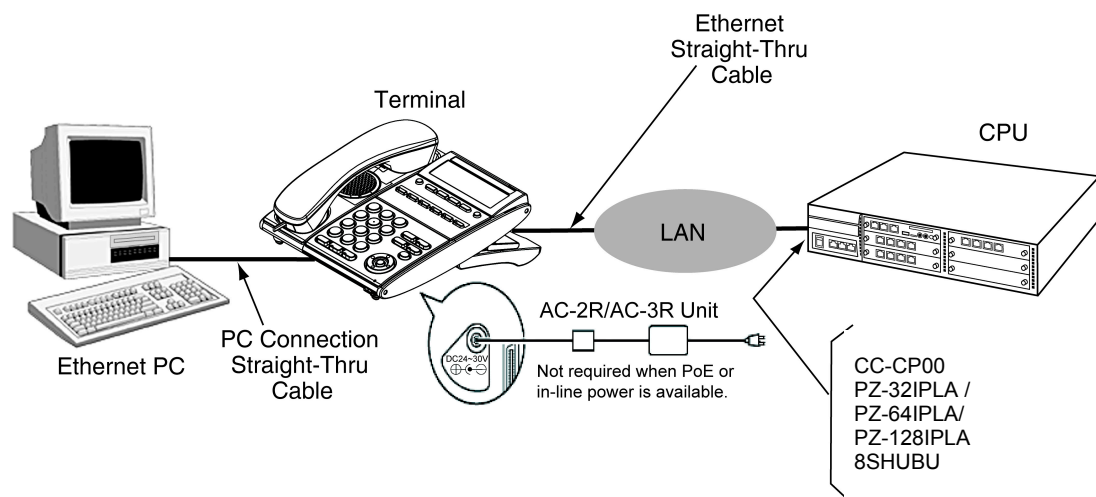 Ethernet
Straight-Thru
Cable
Terminal
CPU
LAN
Ethernet PC
PC Connection
Straight-Thru
Cable
DC24~30V
AC-2R/AC-3R Unit
Not required when PoE or
in-line power is available.
CC-CP00
PZ-32IPLA /
PZ-64IPLA/
PZ-128IPLA
8SHUBU